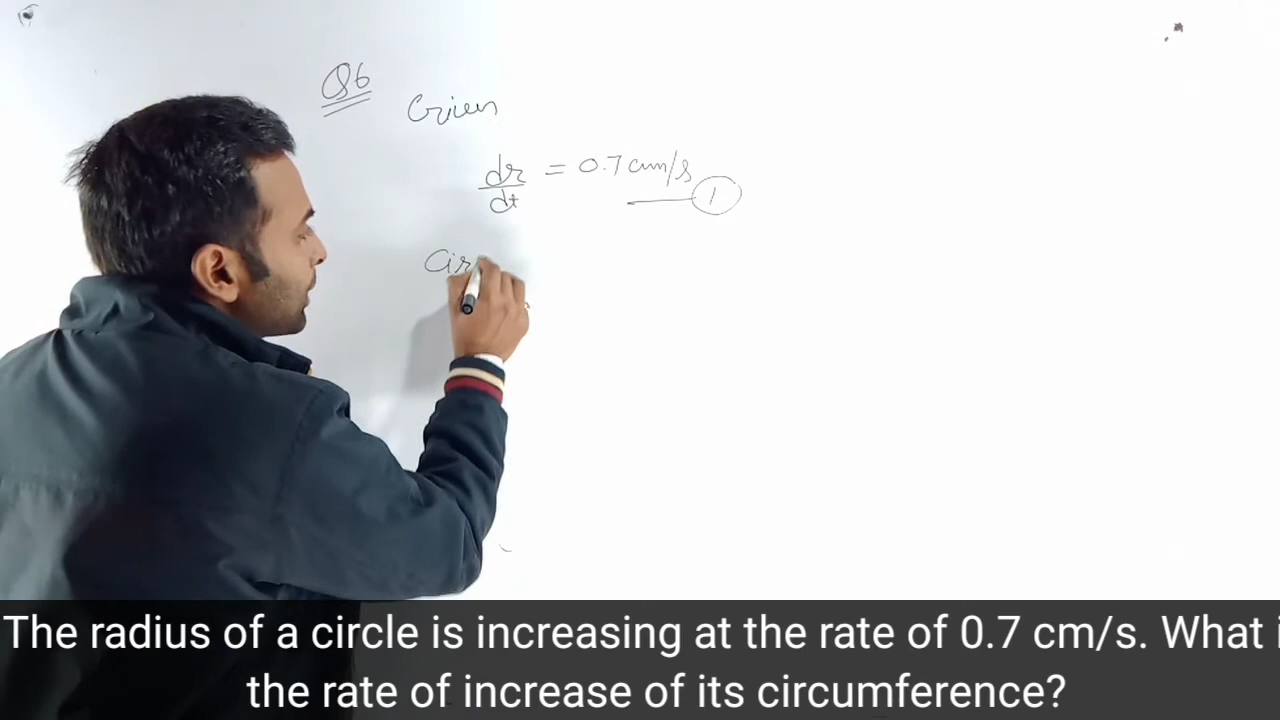 Q6
Given
dr/dt = 0.7 cm/s
1
Cir
The radius of a circle is increasing at the rate of 0.7 cm/s. What i
the rate of increase of its circumference?